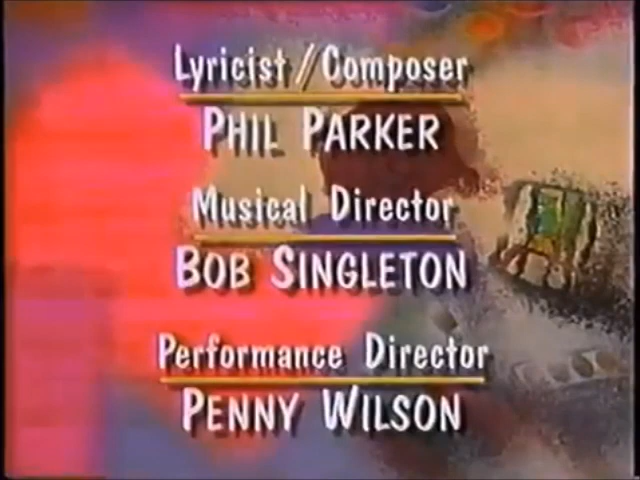 Lyricist/Composer
PHIL PARKER
Musical Director
BOB SINGLETON
Performance Director
PENNY WILSON